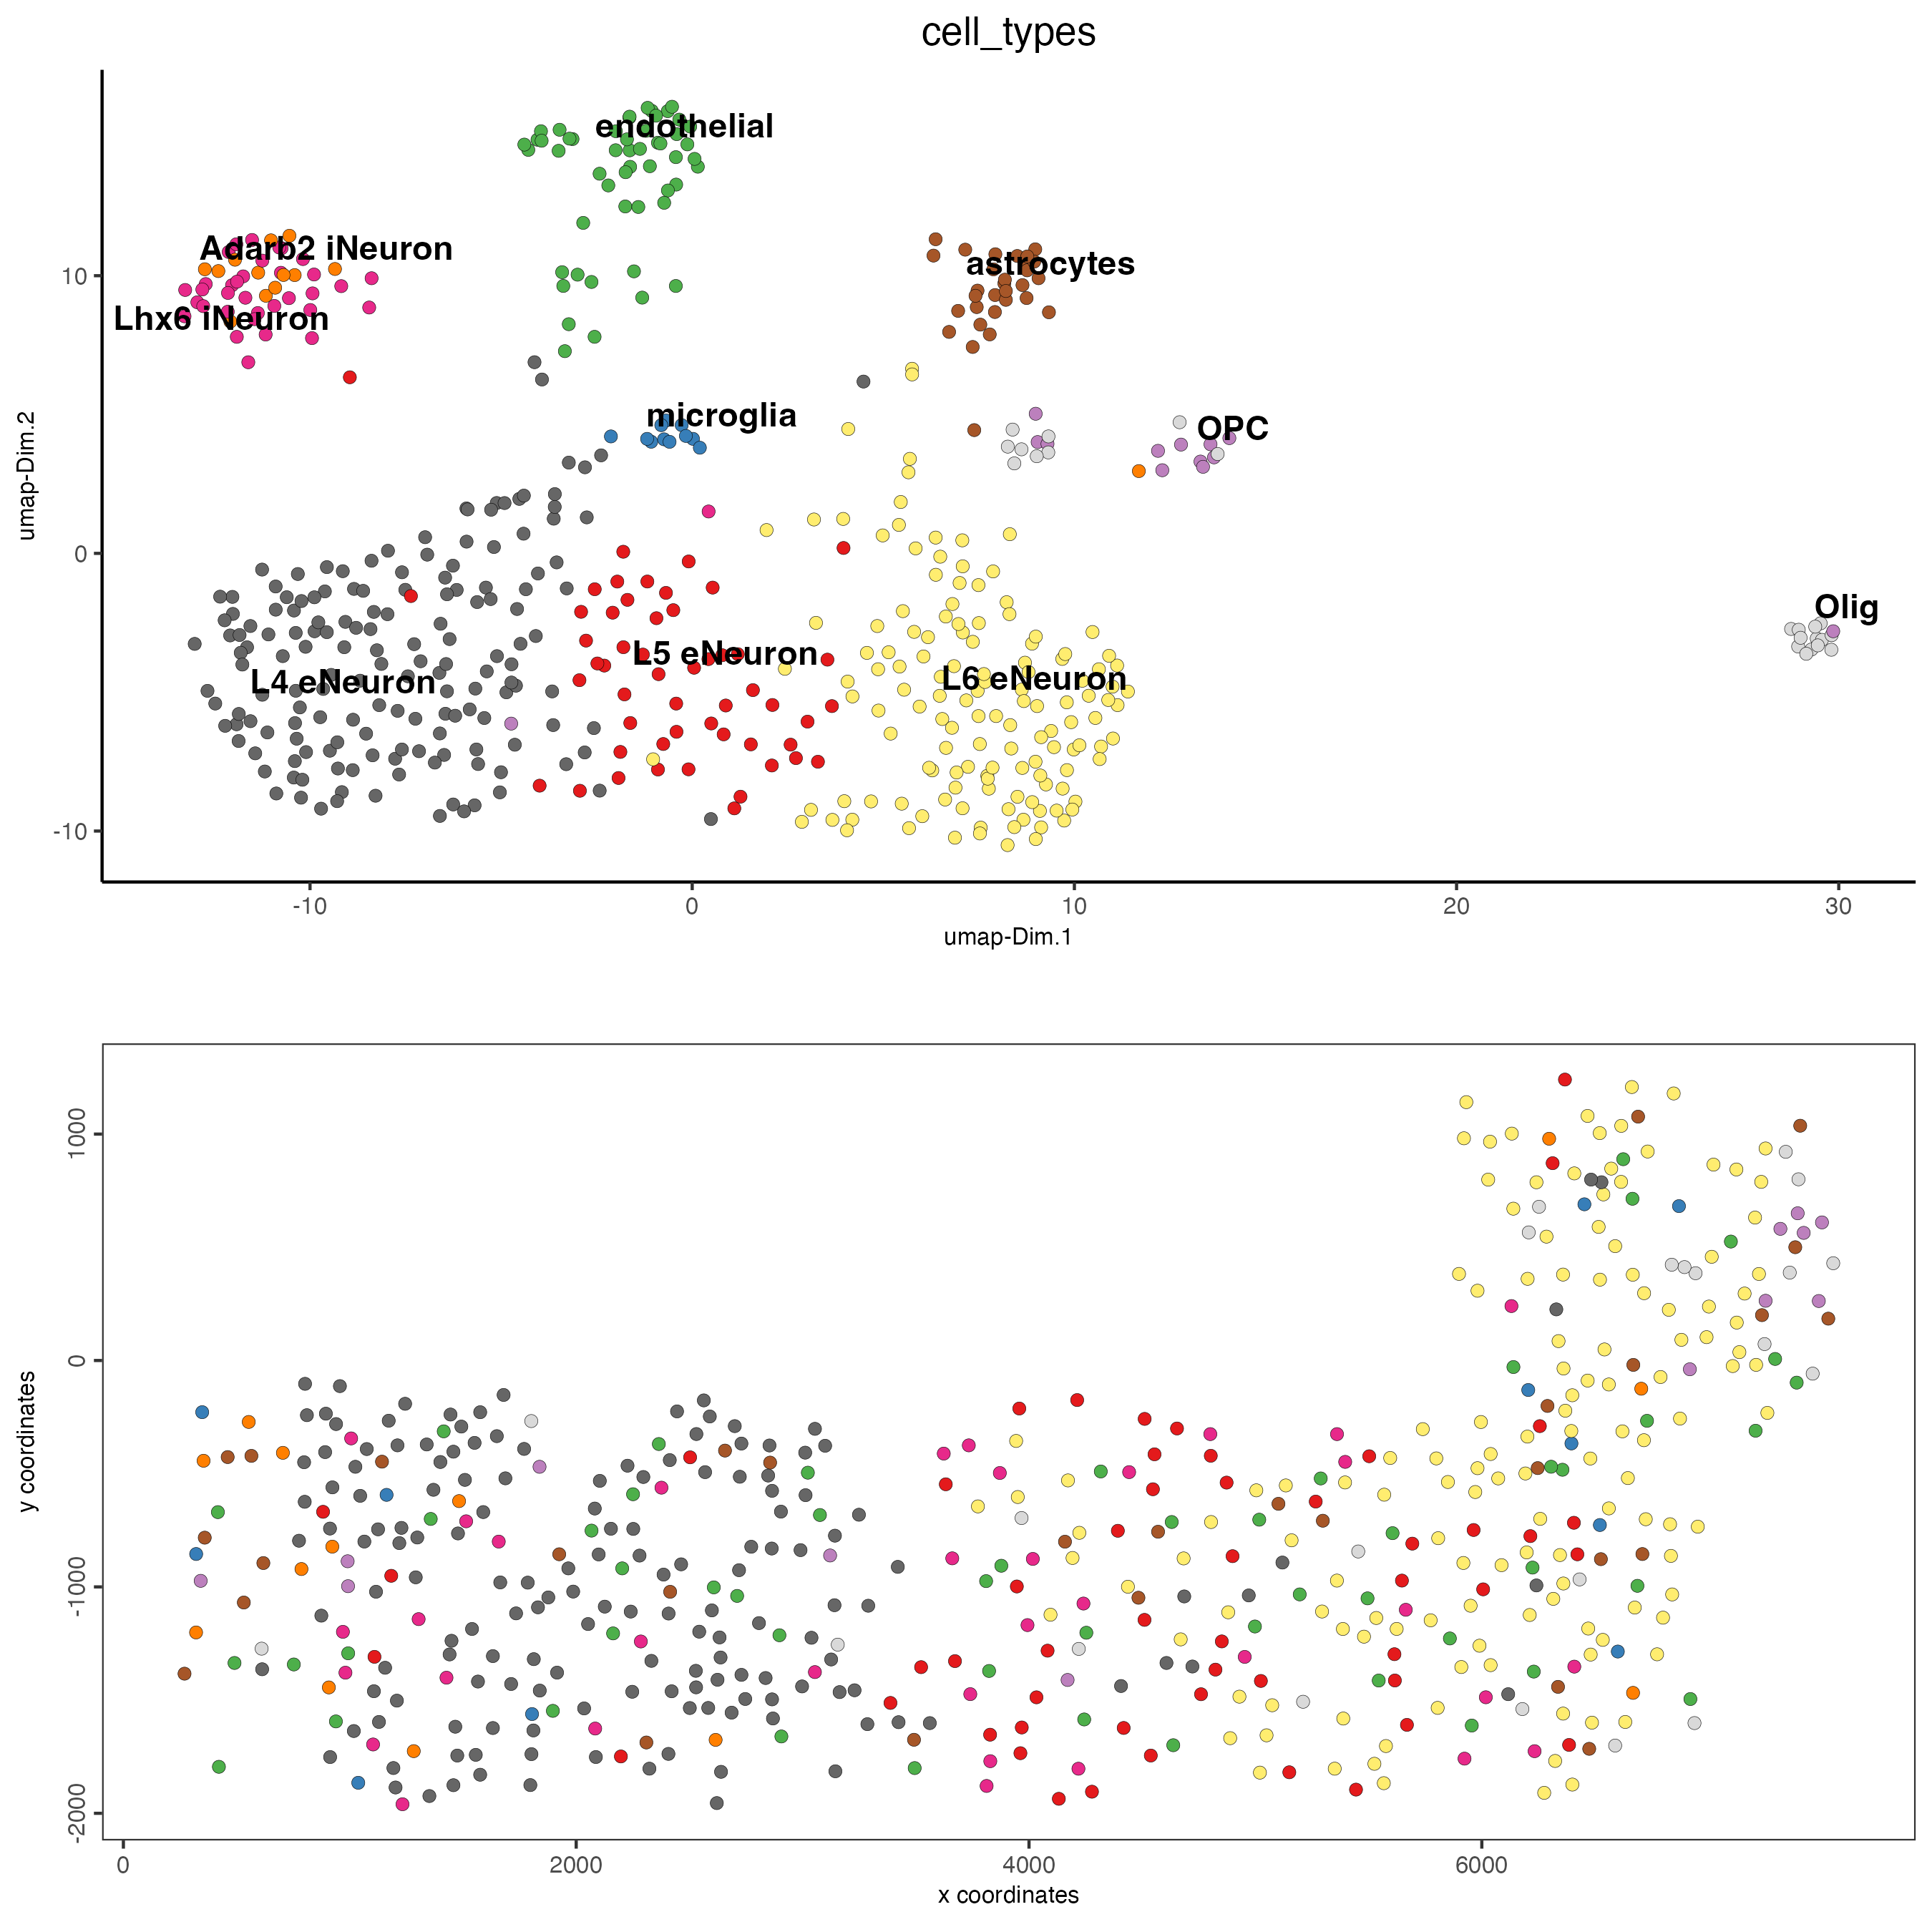 cell_types
endothelial
Adarb2 iNeuron
astrocytes
Lhx6 iNeuron
microglia
OPC
Olig
L5 eNeuron
L4 eNeuron
L6 eNeuron
umap-Dim.2
10
0
-10
-10
0
10
20
30
umap-Dim.1
y coordinates
1000
0
-1000
-2000
0
2000
4000
6000
x coordinates